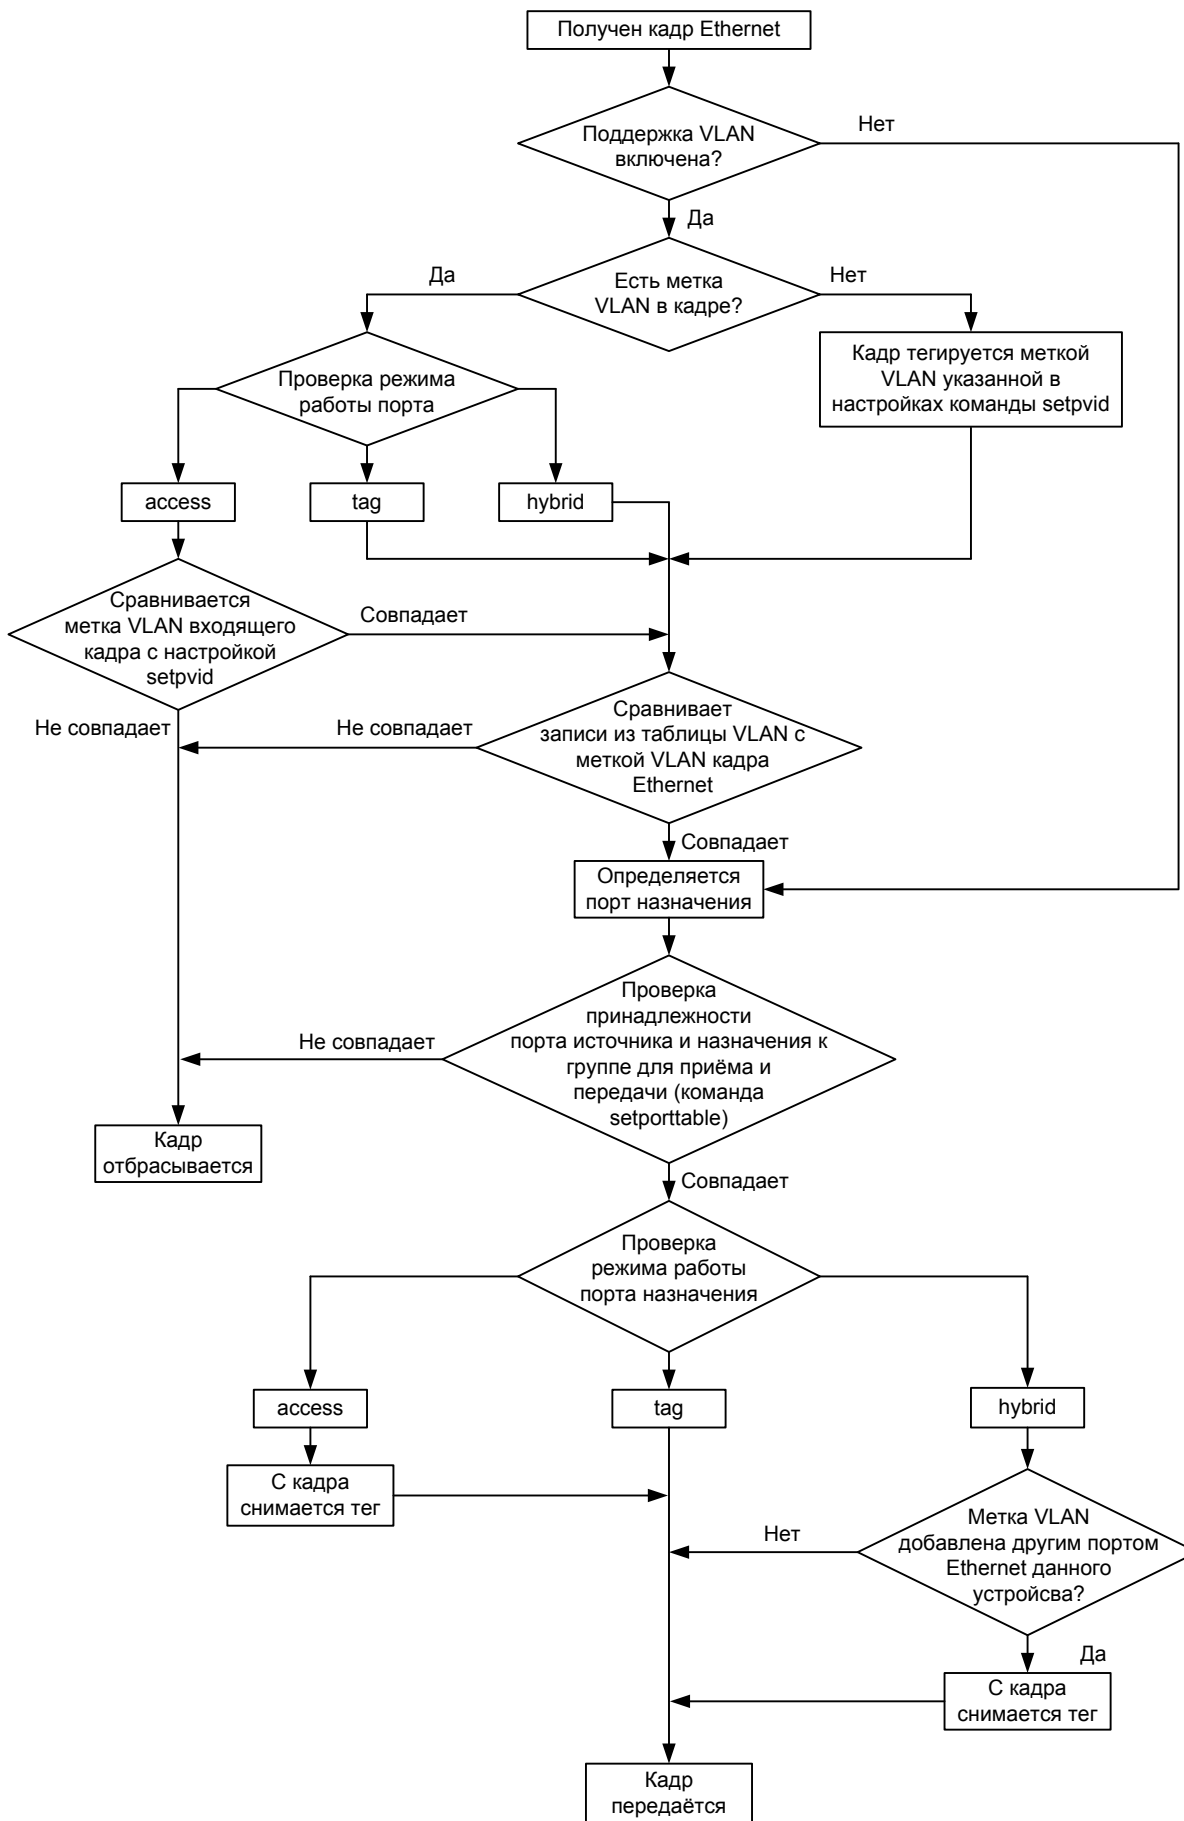 Получен кадр Ethernet
Поддержка VLAN
включена?
Нет
Да
Есть метка
VLAN в кадре?
Да
Нет
Проверка режима
работы порта
Кадр тегируется меткой
VLAN указанной в
настройках команды setpvid
access
tag
hybrid
Сравнивается
метка VLAN входящего
кадра с настройкой
setpvid
Совпадает
Не совпадает
Сравнивает
записи из таблицы VLAN с
меткой VLAN кадра
Ethernet
Не совпадает
Совпадает
Определяется
порт назначения
Проверка
принадлежности
порта источника и назначения к
группе для приёма и
передачи (команда
setporttable)
Не совпадает
Кадр
отбрасывается
Совпадает
Проверка
режима работы
порта назначения
access
tag
hybrid
С кадра
снимается тег
Метка VLAN
добавлена другим портом
Ethernet данного
устройсва?
Нет
Да
С кадра
снимается тег
Кадр
передаётся